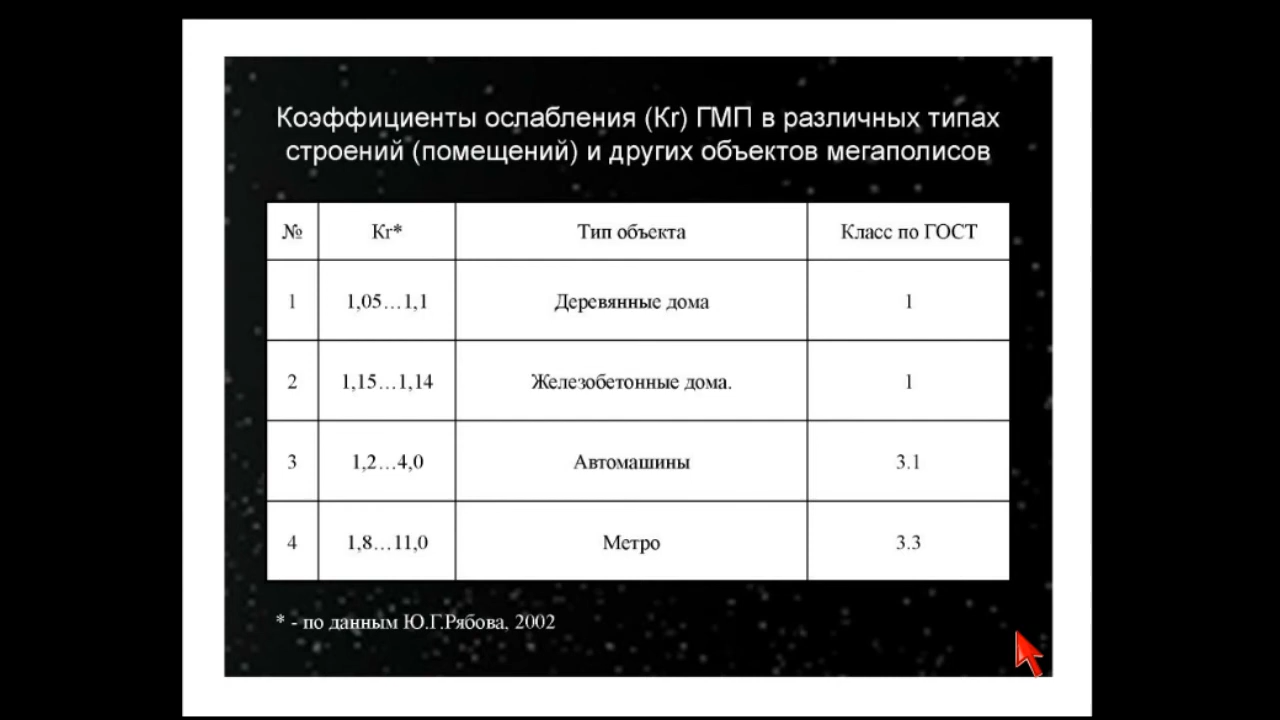 Коэффициенты ослабления (Кr) ГМП в различных типах
строений (помещений) и других объектов мегаполисов
№ Кr* Тип объекта Класс по ГОСТ
1 1,05…1,1 Деревянные дома 1
2 1,15…1,14 Железобетонные дома. 1
3 1,2…4,0 Автомашины 3.1
4 1,8…11,0 Метро 3.3
* - по данным Ю.Г.Рябова, 2002